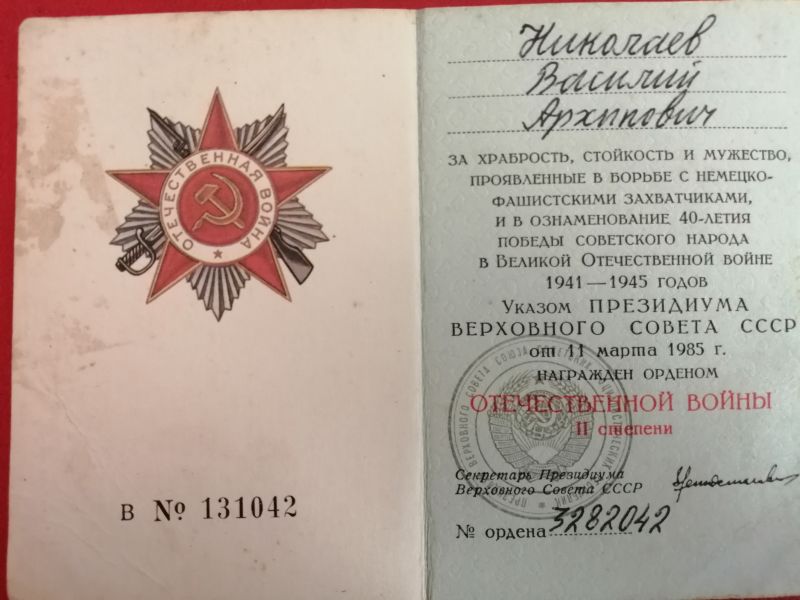 ОТЕЧЕСТВЕННАЯ ВОЙНА
В № 131042
Николаев
Василий
Архипович
ЗА ХРАБРОСТЬ, СТОЙКОСТЬ И МУЖЕСТВО,
ПРОЯВЛЕННЫЕ В БОРЬБЕ С НЕМЕЦКО-
ФАШИСТСКИМИ ЗАХВАТЧИКАМИ,
И В ОЗНАМЕНОВАНИЕ 40-ЛЕТИЯ
ПОБЕДЫ СОВЕТСКОГО НАРОДА
В ВЕЛИКОЙ ОТЕЧЕСТВЕННОЙ ВОЙНЕ
1941—1945 ГОДОВ
УКАЗОМ ПРЕЗИДИУМА
ВЕРХОВНОГО СОВЕТА СССР
от 11 марта 1985 г.
НАГРАЖДЕН ОРДЕНОМ
ОТЕЧЕСТВЕННОЙ ВОЙНЫ
II степени
Секретарь Президиума
Верховного Совета СССР
№ ордена 3282042